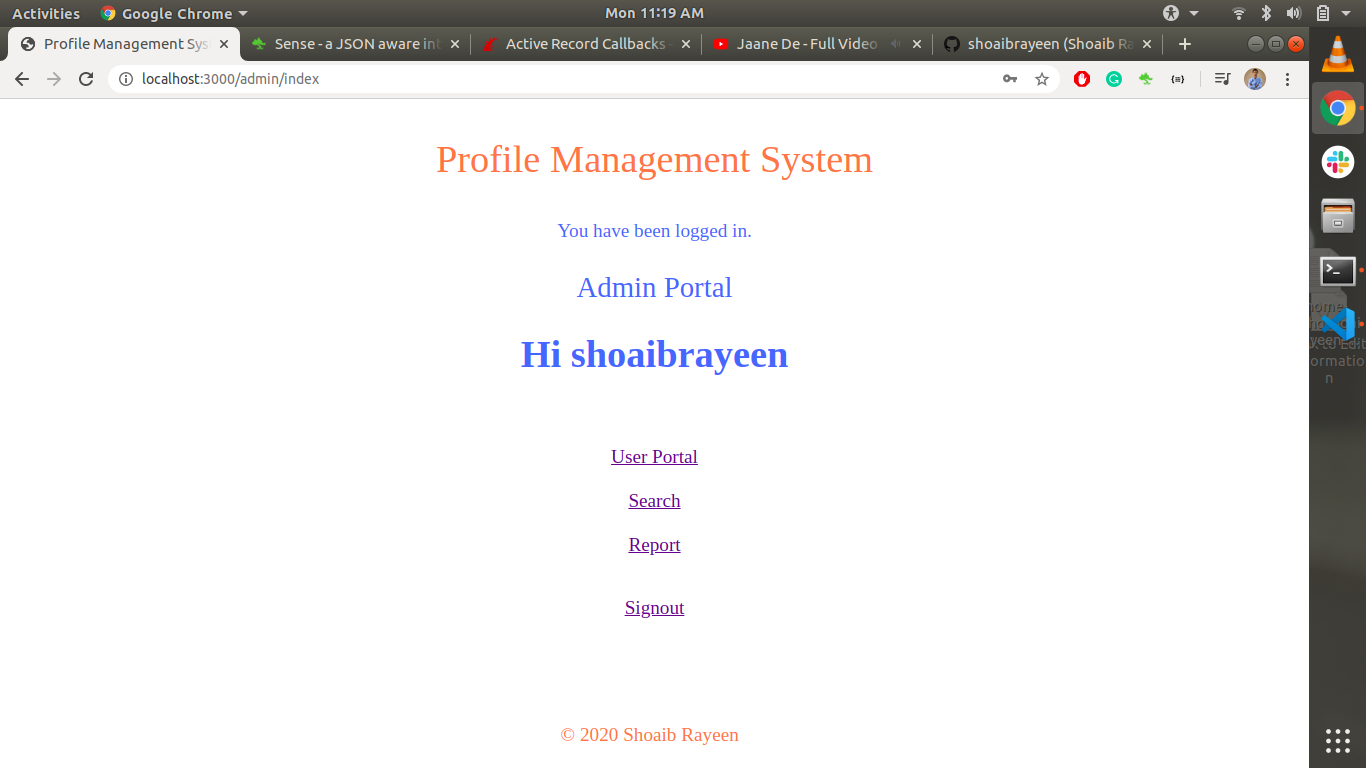 Activities Google Chrome Mon 11:19 AM
Profile Management Sys Sense - a JSON aware int Active Record Callbacks Jaane De - Full Video shoaibrayeen (Shoaib Ra
localhost:3000/admin/index
Profile Management System
You have been logged in.
Admin Portal
Hi shoaibrayeen
User Portal
Search
Report
Signout
© 2020 Shoaib Rayeen